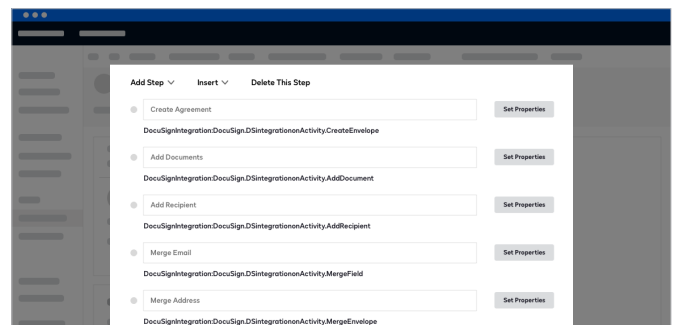 Add Step Insert Delete This Step
Create Agreement Set Properties
DocuSignIntegration:DocuSign.DSintegrationonActivity.CreateEnvelope
Add Documents Set Properties
DocuSignIntegration:DocuSign.DSintegrationonActivity.AddDocument
Add Recipient Set Properties
DocuSignIntegration:DocuSign.DSintegrationonActivity.AddRecipient
Merge Email Set Properties
DocuSignIntegration:DocuSign.DSintegrationonActivity.MergeField
Merge Address Set Properties
DocuSignIntegration:DocuSign.DSintegrationonActivity.MergeEnvelope